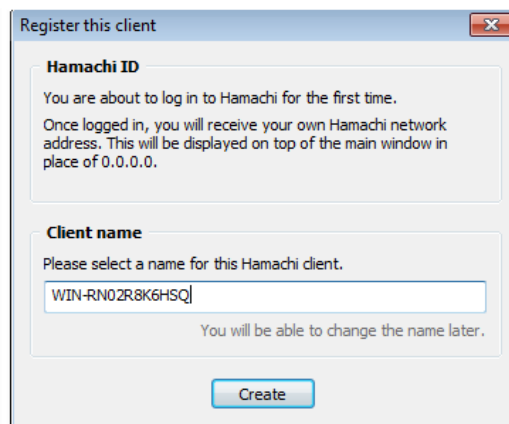 Register this client
Hamachi ID
You are about to log in to Hamachi for the first time.
Once logged in, you will receive your own Hamachi network
address. This will be displayed on top of the main window in
place of 0.0.0.0.
Client name
Please select a name for this Hamachi client.
WIN-RN02R8K6HSQ
You will be able to change the name later.
Create